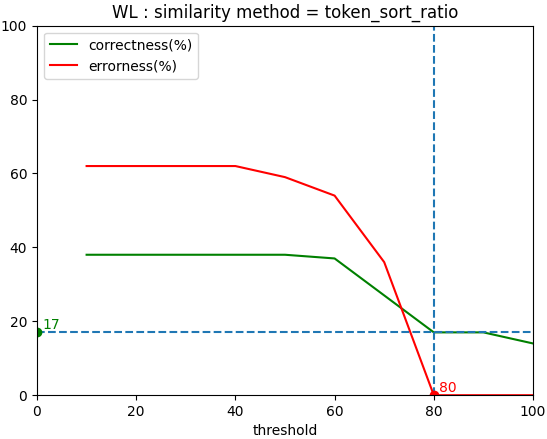 WL : similarity method = token_sort_ratio
100
80
60
40
20
0
correctness(%)
errorness(%)
17
80
0 20 40 60 80 100
threshold